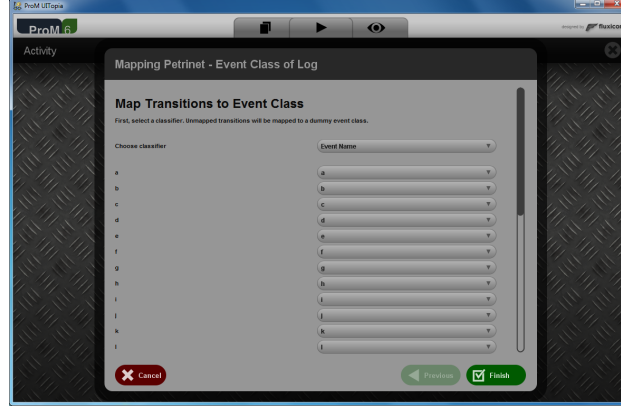 ProM UITopia
ProM 6
designed by fluxicon
Activity
Mapping Petrinet - Event Class of Log
Map Transitions to Event Class
First, select a classifier. Unmapped transitions will be mapped to a dummy event class.
Choose classifier Event Name
a a
b b
c c
d d
e e
f f
g g
h h
i i
j j
k k
l l
Cancel Previous Finish